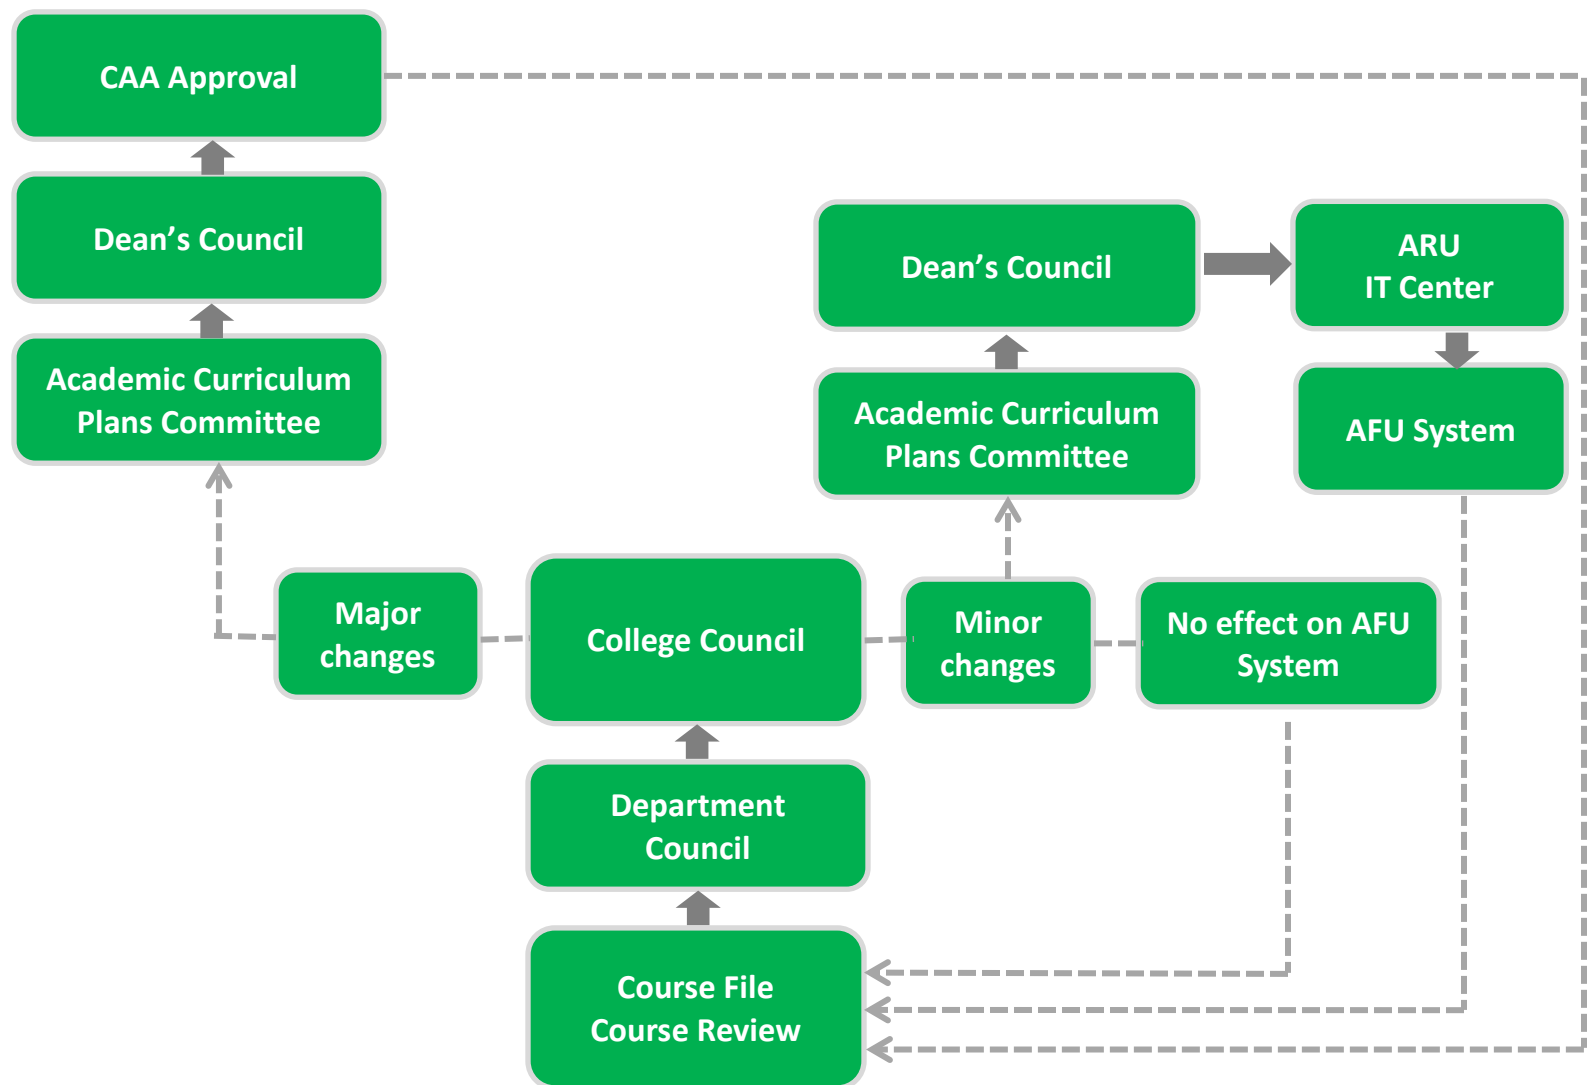 CAA Approval
Dean’s Council
Academic Curriculum
Plans Committee
Dean’s Council
ARU
IT Center
Academic Curriculum
Plans Committee
AFU System
Major
changes
College Council
Minor
changes
No effect on AFU
System
Department
Council
Course File
Course Review